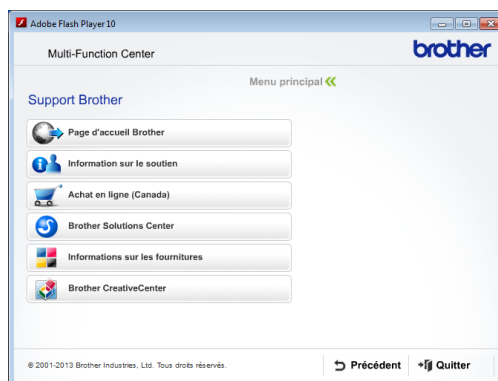 Adobe Flash Player 10
Multi-Function Center
brother
Menu principal
Support Brother
Page d'accueil Brother
Information sur le soutien
Achat en ligne (Canada)
Brother Solutions Center
Informations sur les fournitures
Brother CreativeCenter
© 2001-2013 Brother Industries, Ltd. Tous droits réservés.
Précédent
Quitter